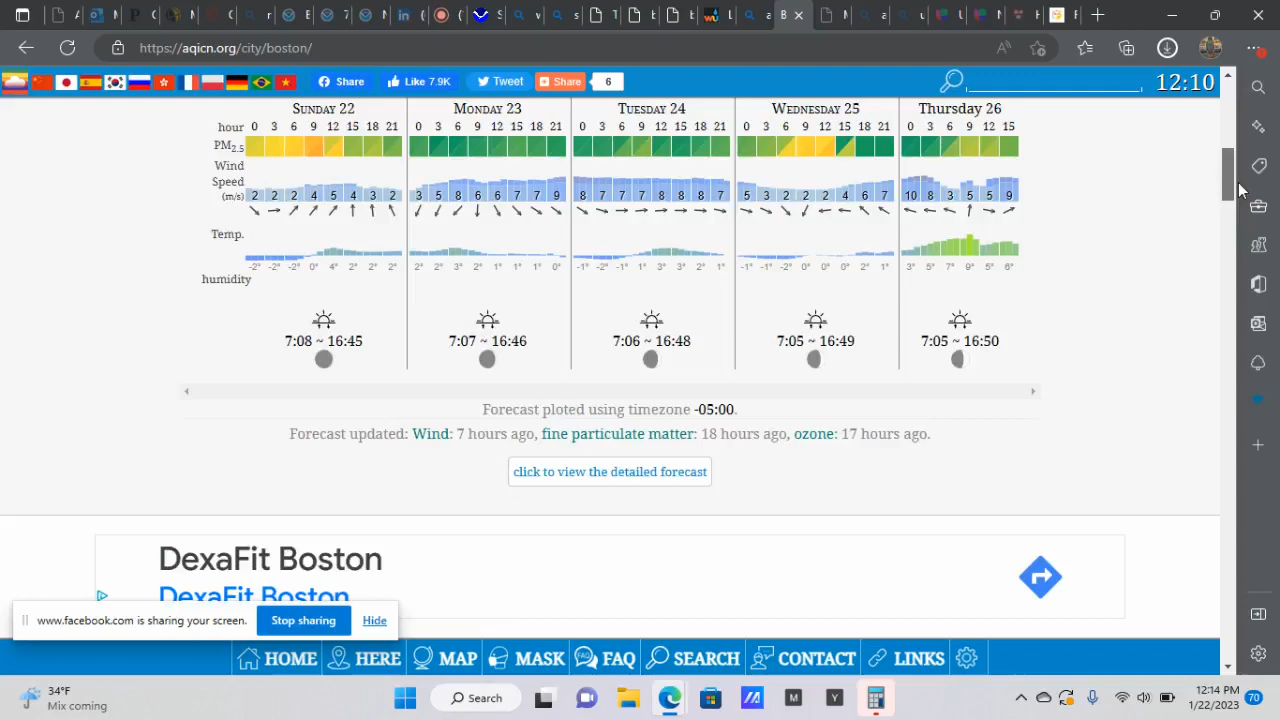 https://aqicn.org/city/boston/
Share Like 7.9K Tweet Share 6 12:10
SUNDAY 22 MONDAY 23 TUESDAY 24 WEDNESDAY 25 Thursday 26
hour 0 3 6 9 12 15 18 21 0 3 6 9 12 15 18 21 0 3 6 9 12 15 18 21 0 3 6 9 12 15 18 21 0 3 6 9 12 15
PM2.5
Wind
Speed
(m/s) 2 2 2 4 5 4 3 2 3 5 8 6 6 7 7 9 8 7 7 7 8 8 8 7 5 3 2 2 2 4 6 7 10 8 3 5 5 9
Temp.
-2° -2° -2° 0° 4° 2° 2° 2° 2° 2° 3° 2° 1° 1° 1° 0° -1° -2° -1° 1° 3° 3° 2° 1° -1° -1° -2° 0° 0° 0° 2° 1° 3° 5° 7° 9° 5° 6°
humidity
7:08 ~ 16:45 7:07 ~ 16:46 7:06 ~ 16:48 7:05 ~ 16:49 7:05 ~ 16:50
Forecast ploted using timezone -05:00.
Forecast updated: Wind: 7 hours ago, fine particulate matter: 18 hours ago, ozone: 17 hours ago.
click to view the detailed forecast
DexaFit Boston
DexaFit Boston
www.facebook.com is sharing your screen. Stop sharing Hide
HOME HERE MAP MASK FAQ SEARCH CONTACT LINKS
34°F
Mix coming
Search
12:14 PM
1/22/2023
70